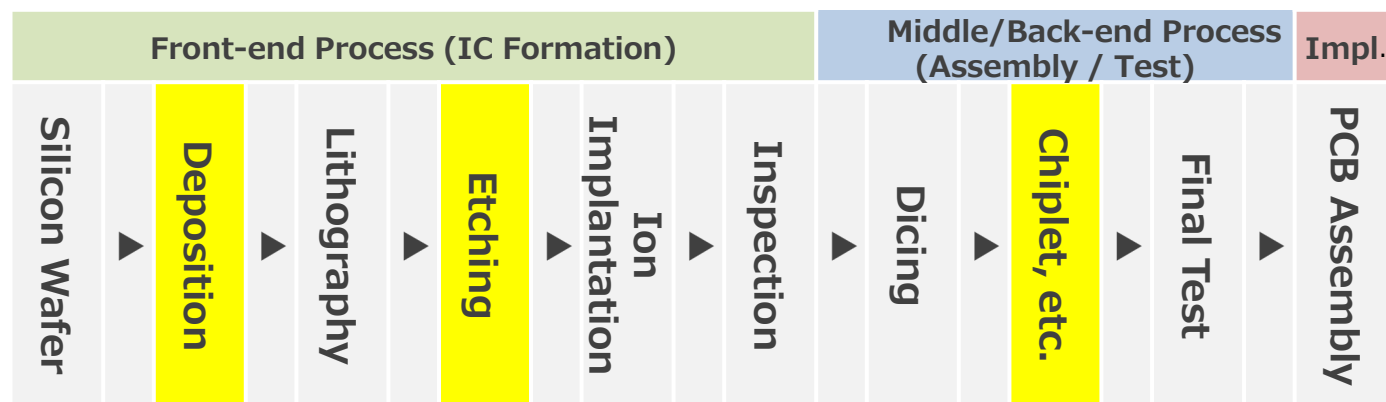 Front-end Process (IC Formation)
Middle/Back-end Process
(Assembly / Test)
Impl.
Silicon Wafer
Deposition
Lithography
Etching
Ion
Implantation
Inspection
Dicing
Chiplet, etc.
Final Test
PCB Assembly